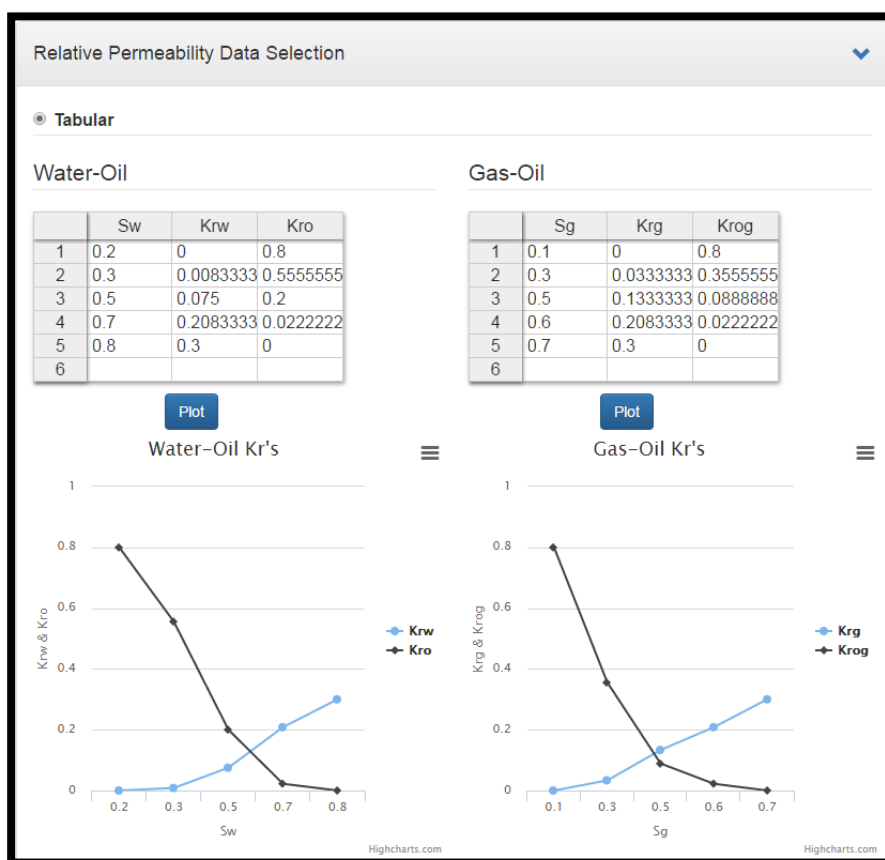 Relative Permeability Data Selection
Tabular
Water-Oil
Sw Krw Kro
1 0.2 0 0.8
2 0.3 0.0083333 0.5555555
3 0.5 0.075 0.2
4 0.7 0.2083333 0.0222222
5 0.8 0.3 0
6
Plot
Water-Oil Kr's
1
0.8
0.6
0.4
0.2
0
Krw & Kro
0.2 0.3 0.5 0.7 0.8
Sw
Krw
Kro
Highcharts.com
Gas-Oil
Sg Krg Krog
1 0.1 0 0.8
2 0.3 0.0333333 0.3555555
3 0.5 0.1333333 0.0888888
4 0.6 0.2083333 0.0222222
5 0.7 0.3 0
6
Plot
Gas-Oil Kr's
1
0.8
0.6
0.4
0.2
0
Krg & Krog
0.1 0.3 0.5 0.6 0.7
Sg
Krg
Krog
Highcharts.com